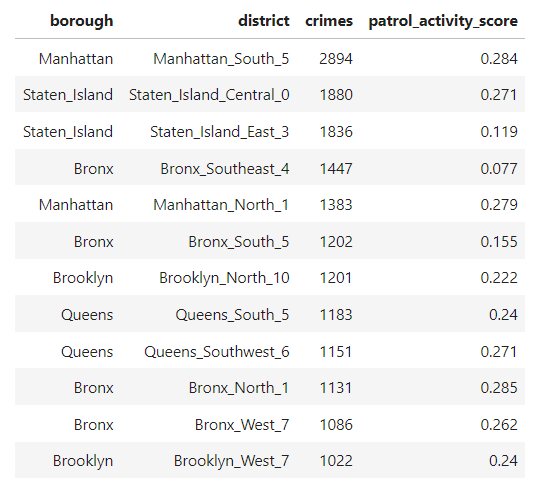 borough district crimes patrol_activity_score
Manhattan Manhattan_South_5 2894 0.284
Staten_Island Staten_Island_Central_0 1880 0.271
Staten_Island Staten_Island_East_3 1836 0.119
Bronx Bronx_Southeast_4 1447 0.077
Manhattan Manhattan_North_1 1383 0.279
Bronx Bronx_South_5 1202 0.155
Brooklyn Brooklyn_North_10 1201 0.222
Queens Queens_South_5 1183 0.24
Queens Queens_Southwest_6 1151 0.271
Bronx Bronx_North_1 1131 0.285
Bronx Bronx_West_7 1086 0.262
Brooklyn Brooklyn_West_7 1022 0.24